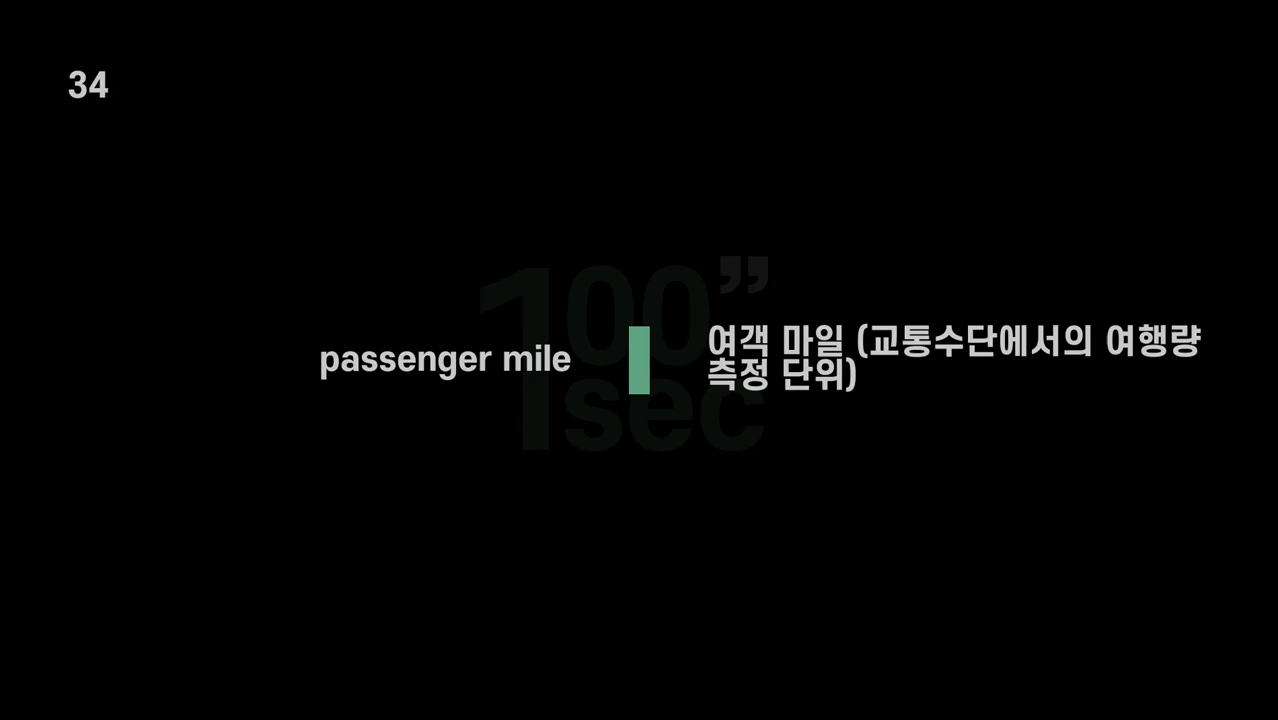 34
100”
1sec
passenger mile
여객 마일 (교통수단에서의 여행량
측정 단위)